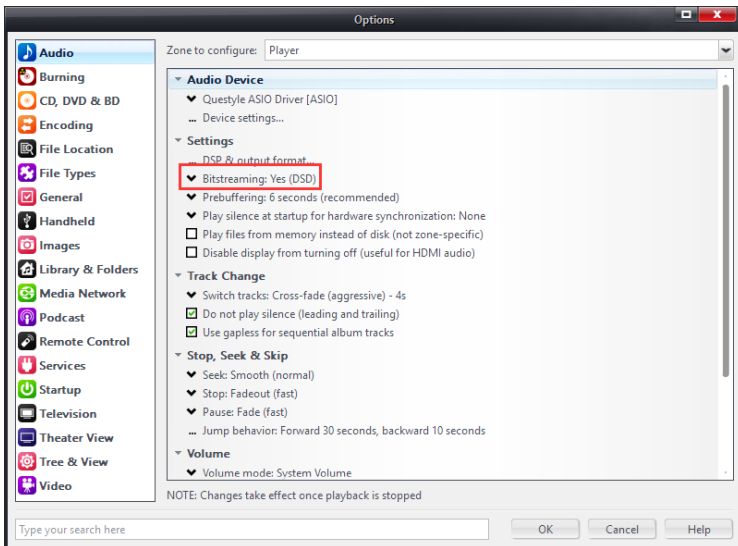 Options
Audio
Burning
CD, DVD & BD
Encoding
File Location
File Types
General
Handheld
Images
Library & Folders
Media Network
Podcast
Remote Control
Services
Startup
Television
Theater View
Tree & View
Video
Zone to configure: Player
Audio Device
Questyle ASIO Driver [ASIO]
... Device settings...
Settings
... DSP & output format...
Bitstreaming: Yes (DSD)
Prebuffering: 6 seconds (recommended)
Play silence at startup for hardware synchronization: None
Play files from memory instead of disk (not zone-specific)
Disable display from turning off (useful for HDMI audio)
Track Change
Switch tracks: Cross-fade (aggressive) - 4s
Do not play silence (leading and trailing)
Use gapless for sequential album tracks
Stop, Seek & Skip
Seek: Smooth (normal)
Stop: Fadeout (fast)
Pause: Fade (fast)
... Jump behavior: Forward 30 seconds, backward 10 seconds
Volume
Volume mode: System Volume
NOTE: Changes take effect once playback is stopped
Type your search here
OK Cancel Help